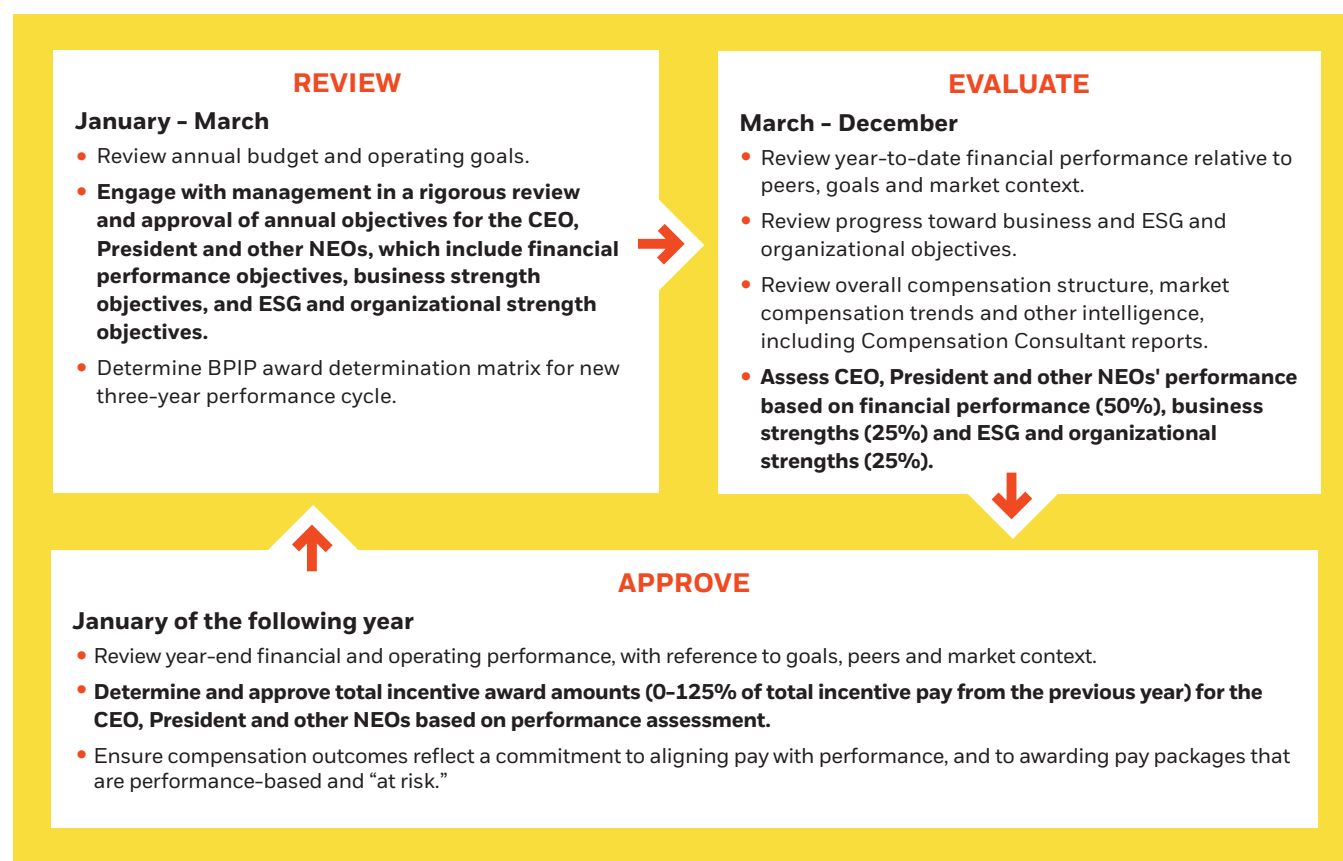 REVIEW
January – March
• Review annual budget and operating goals.
• Engage with management in a rigorous review
and approval of annual objectives for the CEO,
President and other NEOs, which include financial
performance objectives, business strength
objectives, and ESG and organizational strength
objectives.
• Determine BPIP award determination matrix for new
three-year performance cycle.
EVALUATE
March – December
• Review year-to-date financial performance relative to
peers, goals and market context.
• Review progress toward business and ESG and
organizational objectives.
• Review overall compensation structure, market
compensation trends and other intelligence,
including Compensation Consultant reports.
• Assess CEO, President and other NEOs' performance
based on financial performance (50%), business
strengths (25%) and ESG and organizational
strengths (25%).
APPROVE
January of the following year
• Review year-end financial and operating performance, with reference to goals, peers and market context.
• Determine and approve total incentive award amounts (0-125% of total incentive pay from the previous year) for the
CEO, President and other NEOs based on performance assessment.
• Ensure compensation outcomes reflect a commitment to aligning pay with performance, and to awarding pay packages that
are performance-based and “at risk.”